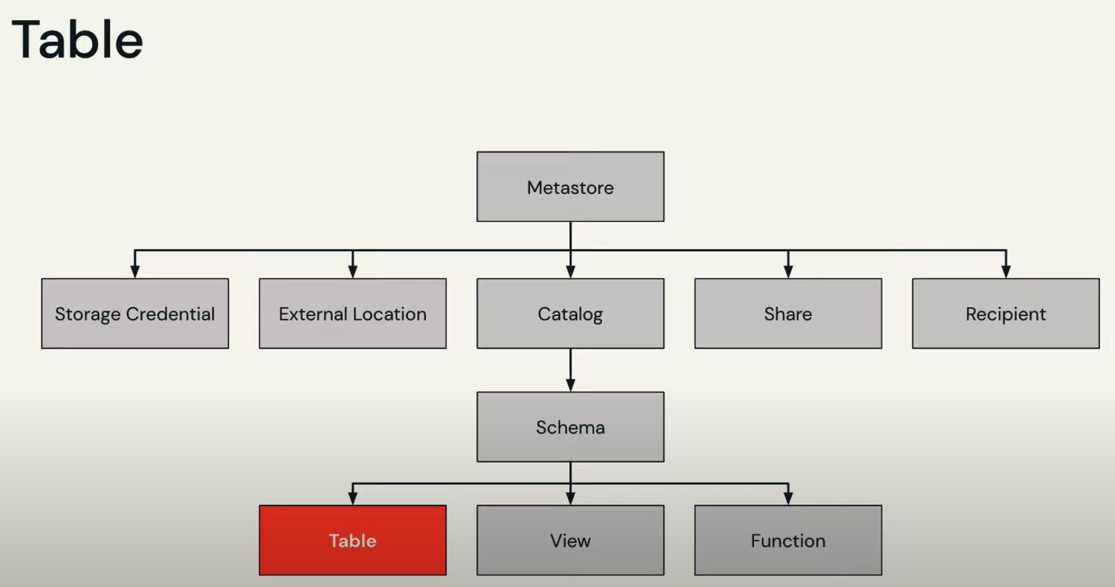 Table
Metastore
Storage Credential
External Location
Catalog
Share
Recipient
Schema
Table
View
Function